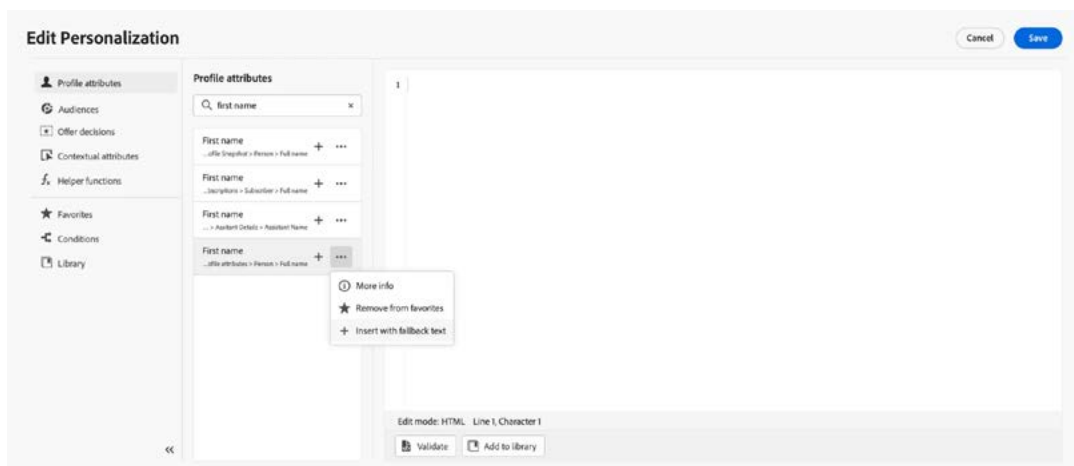 Edit Personalization
Cancel
Save
Profile attributes
Audiences
Offer decisions
Contextual attributes
Helper functions
Favorites
Conditions
Library
Profile attributes
first name
First name
...ofile Snapshot > Person > Full name
First name
...bscriptions > Subscriber > Full name
First name
... > Assitant Details > Assistant Name
First name
...ofile attributes > Person > Full name
More info
Remove from favorites
Insert with fallback text
1
Edit mode: HTML Line 1, Character 1
Validate
Add to library